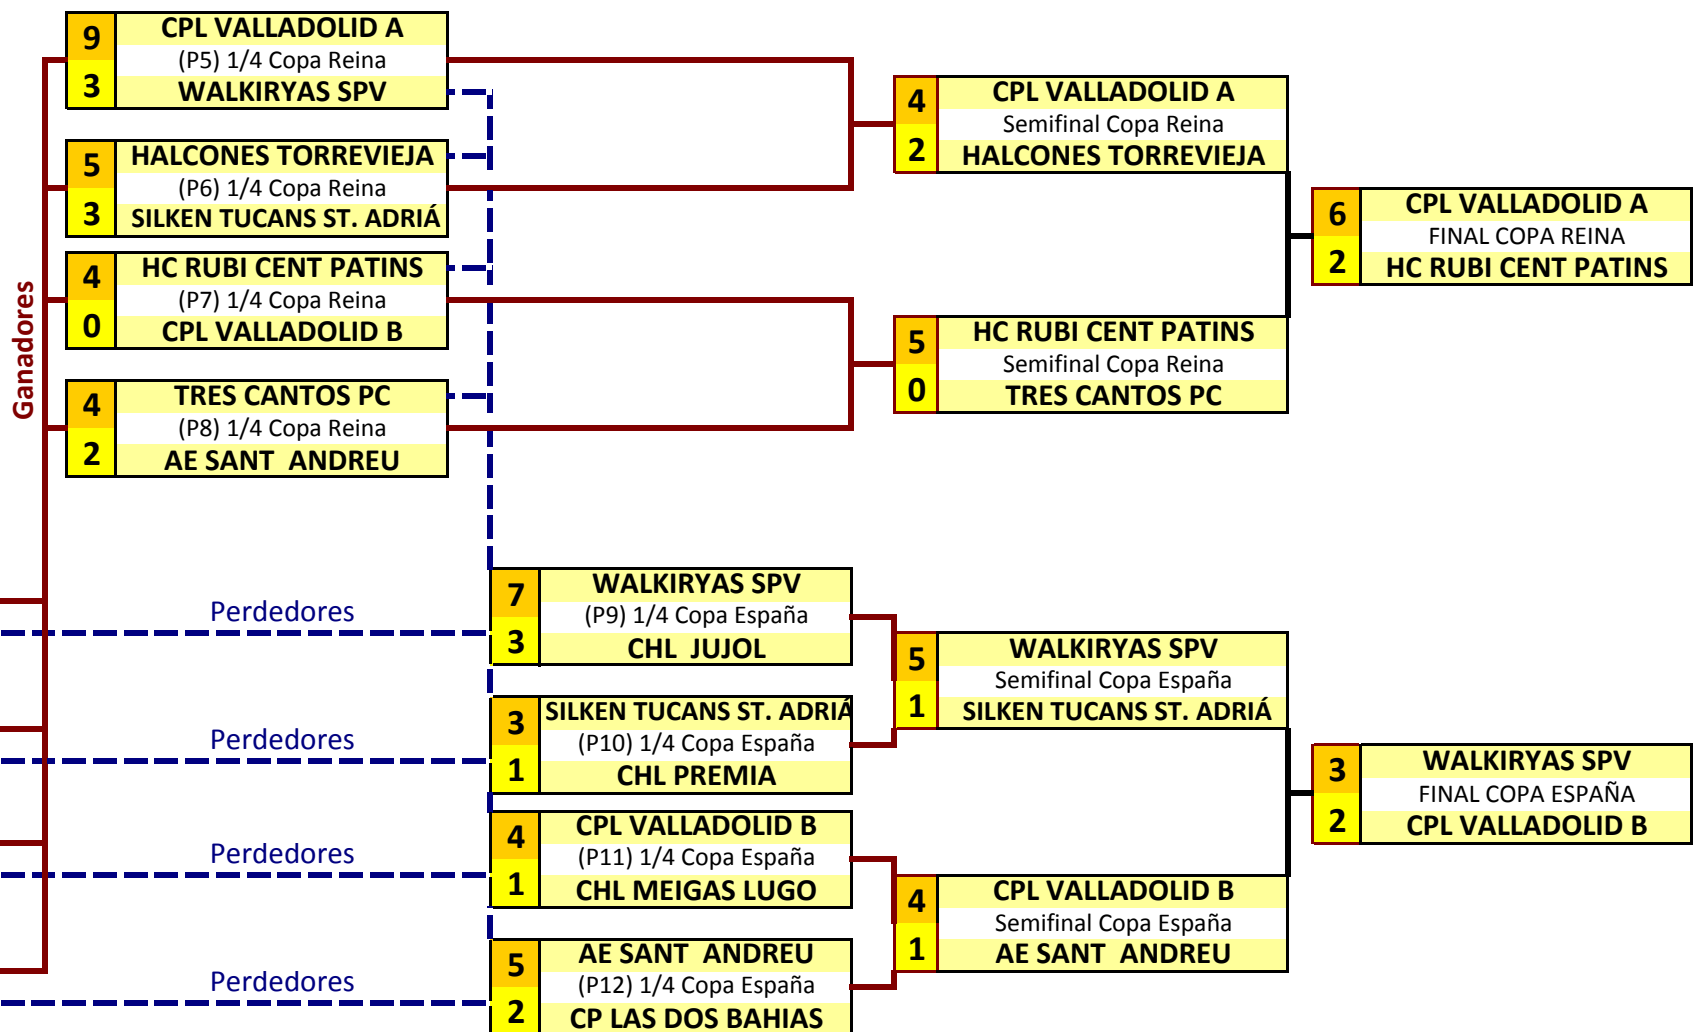 Ganadores
9 CPL VALLADOLID A
(P5) 1/4 Copa Reina
3 WALKIRYAS SPV
5 HALCONES TORREVIEJA
(P6) 1/4 Copa Reina
3 SILKEN TUCANS ST. ADRIÁ
4 HC RUBI CENT PATINS
(P7) 1/4 Copa Reina
0 CPL VALLADOLID B
4 TRES CANTOS PC
(P8) 1/4 Copa Reina
2 AE SANT ANDREU
4 CPL VALLADOLID A
Semifinal Copa Reina
2 HALCONES TORREVIEJA
5 HC RUBI CENT PATINS
Semifinal Copa Reina
0 TRES CANTOS PC
6 CPL VALLADOLID A
FINAL COPA REINA
2 HC RUBI CENT PATINS
Perdedores
Perdedores
Perdedores
Perdedores
7 WALKIRYAS SPV
(P9) 1/4 Copa España
3 CHL JUJOL
3 SILKEN TUCANS ST. ADRIÁ
(P10) 1/4 Copa España
1 CHL PREMIA
4 CPL VALLADOLID B
(P11) 1/4 Copa España
1 CHL MEIGAS LUGO
5 AE SANT ANDREU
(P12) 1/4 Copa España
2 CP LAS DOS BAHIAS
5 WALKIRYAS SPV
Semifinal Copa España
1 SILKEN TUCANS ST. ADRIÁ
4 CPL VALLADOLID B
Semifinal Copa España
1 AE SANT ANDREU
3 WALKIRYAS SPV
FINAL COPA ESPAÑA
2 CPL VALLADOLID B